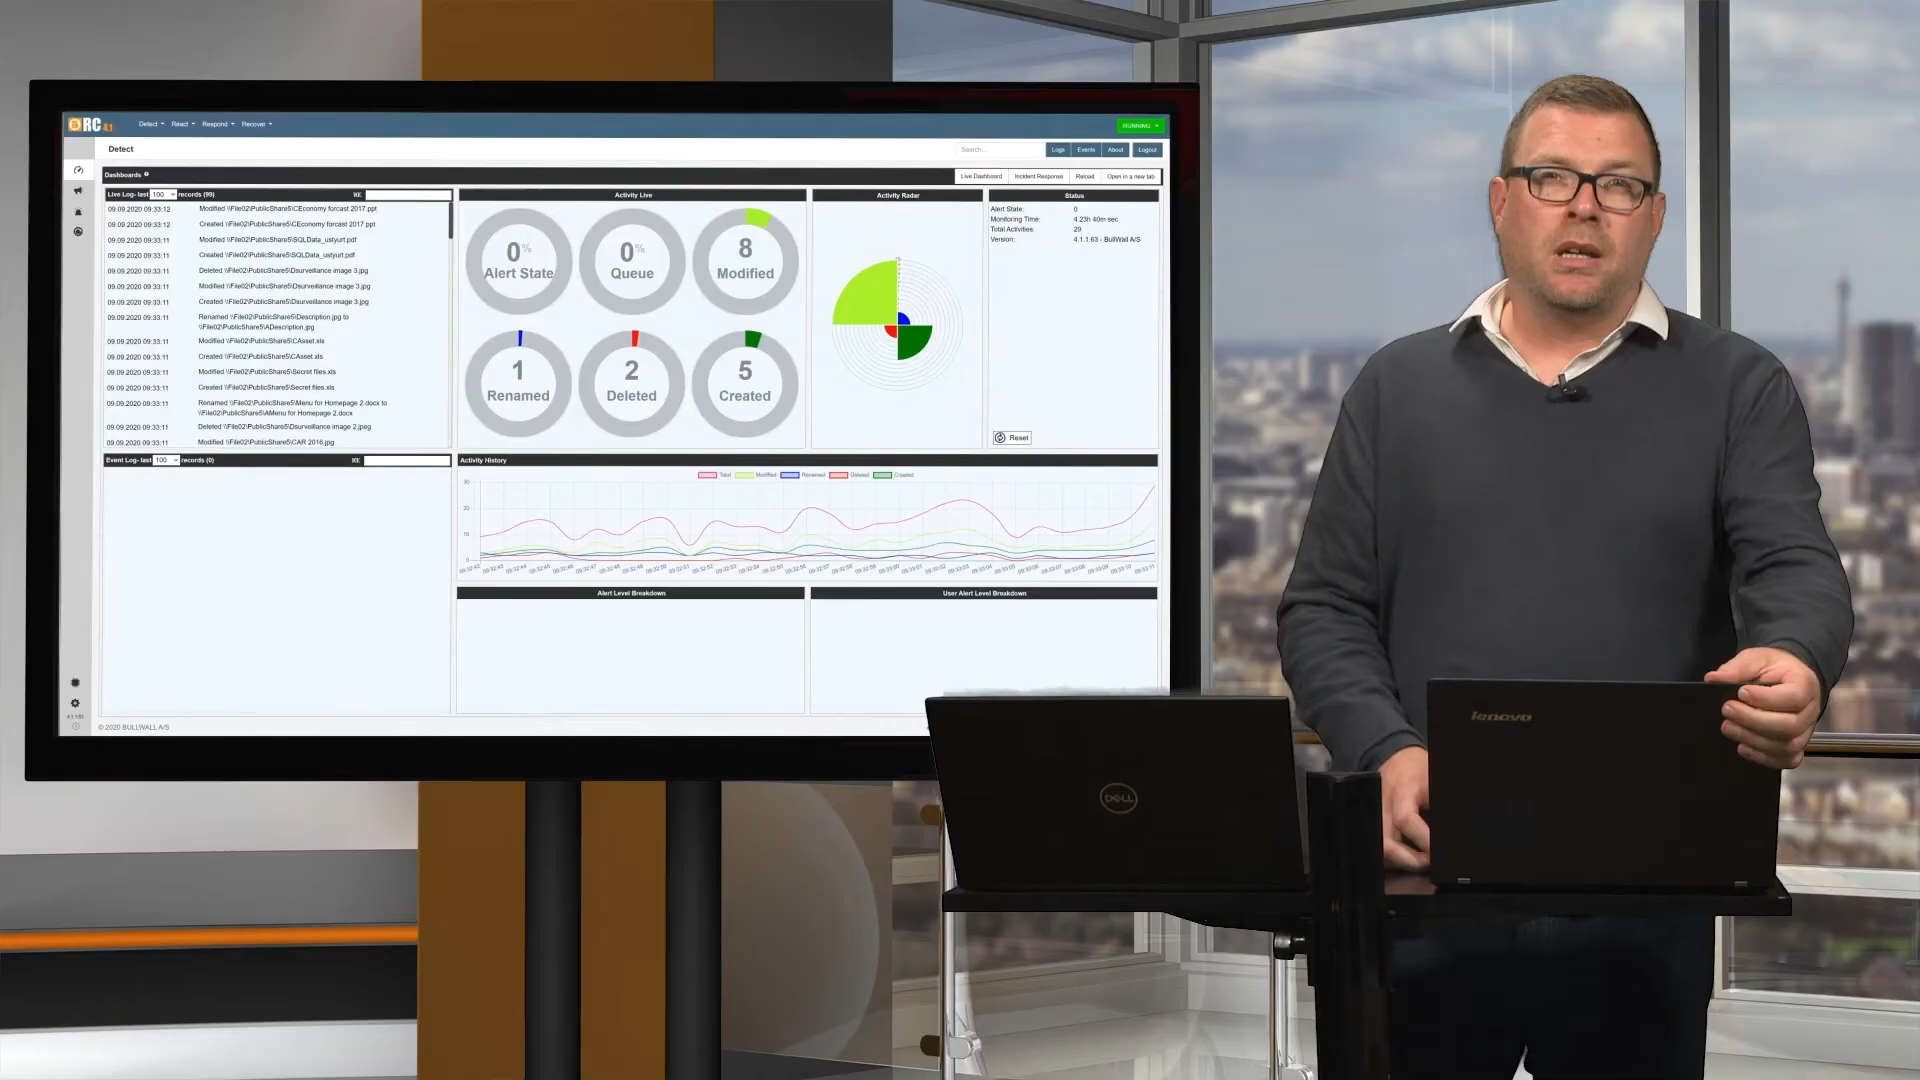 RC 4.1
Detect React Respond Recover
RUNNING
Detect
Search...
Logs Events About Logout
Dashboards
Live Dashboard Incident Response Reload Open in a new tab
Live Log- last 100 records (99)
09.09.2020 09:33:12 Modified \\File02\PublicShare5\CEconomy forcast 2017.ppt
09.09.2020 09:33:12 Created \\File02\PublicShare5\CEconomy forcast 2017.ppt
09.09.2020 09:33:11 Modified \\File02\PublicShare5\SQLData_ustyurt.pdf
09.09.2020 09:33:11 Created \\File02\PublicShare5\SQLData_ustyurt.pdf
09.09.2020 09:33:11 Deleted \\File02\PublicShare5\Dsurveillance image 3.jpg
09.09.2020 09:33:11 Modified \\File02\PublicShare5\Dsurveillance image 3.jpg
09.09.2020 09:33:11 Created \\File02\PublicShare5\Dsurveillance image 3.jpg
09.09.2020 09:33:11 Renamed \\File02\PublicShare5\Description.jpg to
\\File02\PublicShare5\ADescription.jpg
09.09.2020 09:33:11 Modified \\File02\PublicShare5\CAsset.xls
09.09.2020 09:33:11 Created \\File02\PublicShare5\CAsset.xls
09.09.2020 09:33:11 Modified \\File02\PublicShare5\Secret files.xls
09.09.2020 09:33:11 Created \\File02\PublicShare5\Secret files.xls
09.09.2020 09:33:11 Renamed \\File02\PublicShare5\Menu for Homepage 2.docx to
\\File02\PublicShare5\AMenu for Homepage 2.docx
09.09.2020 09:33:11 Deleted \\File02\PublicShare5\Dsurveillance image 2.jpeg
09.09.2020 09:33:11 Modified \\File02\PublicShare5\CAR 2016.jpg
Activity Live
0%
Alert State
0%
Queue
8
Modified
1
Renamed
2
Deleted
5
Created
Activity Radar
Status
Alert State: 0
Monitoring Time: 4.23h 40m sec
Total Activities: 29
Version: 4.1.1.63 - BullWall A/S
Reset
Event Log- last 100 records (0)
Activity History
Total Modified Renamed Deleted Created
30
20
10
0
Alert Level Breakdown
User Alert Level Breakdown
© 2020 BULLWALL A/S
DELL
lenovo